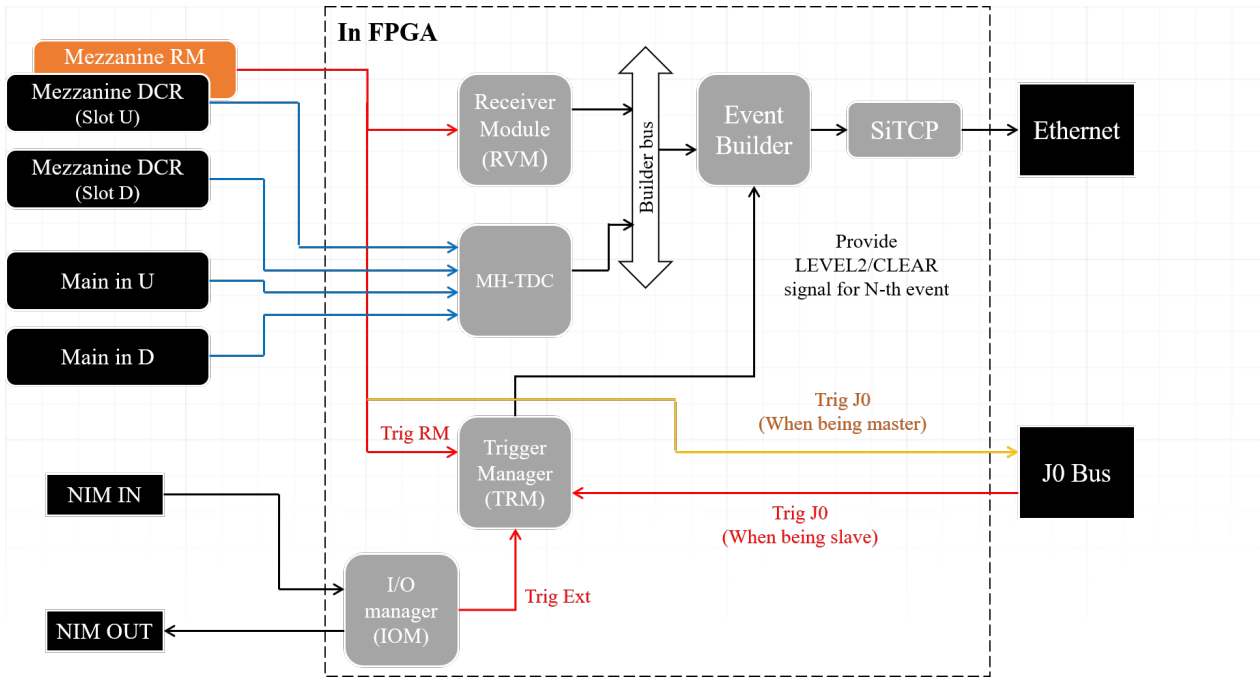 In FPGA
Mezzanine RM
Mezzanine DCR
(Slot U)
Mezzanine DCR
(Slot D)
Main in U
Main in D
NIM IN
NIM OUT
Receiver
Module
(RVM)
MH-TDC
Builder bus
Event
Builder
SiTCP
Ethernet
Provide
LEVEL2/CLEAR
signal for N-th event
Trig RM
Trigger
Manager
(TRM)
Trig J0
(When being master)
J0 Bus
Trig J0
(When being slave)
I/O
manager
(IOM)
Trig Ext